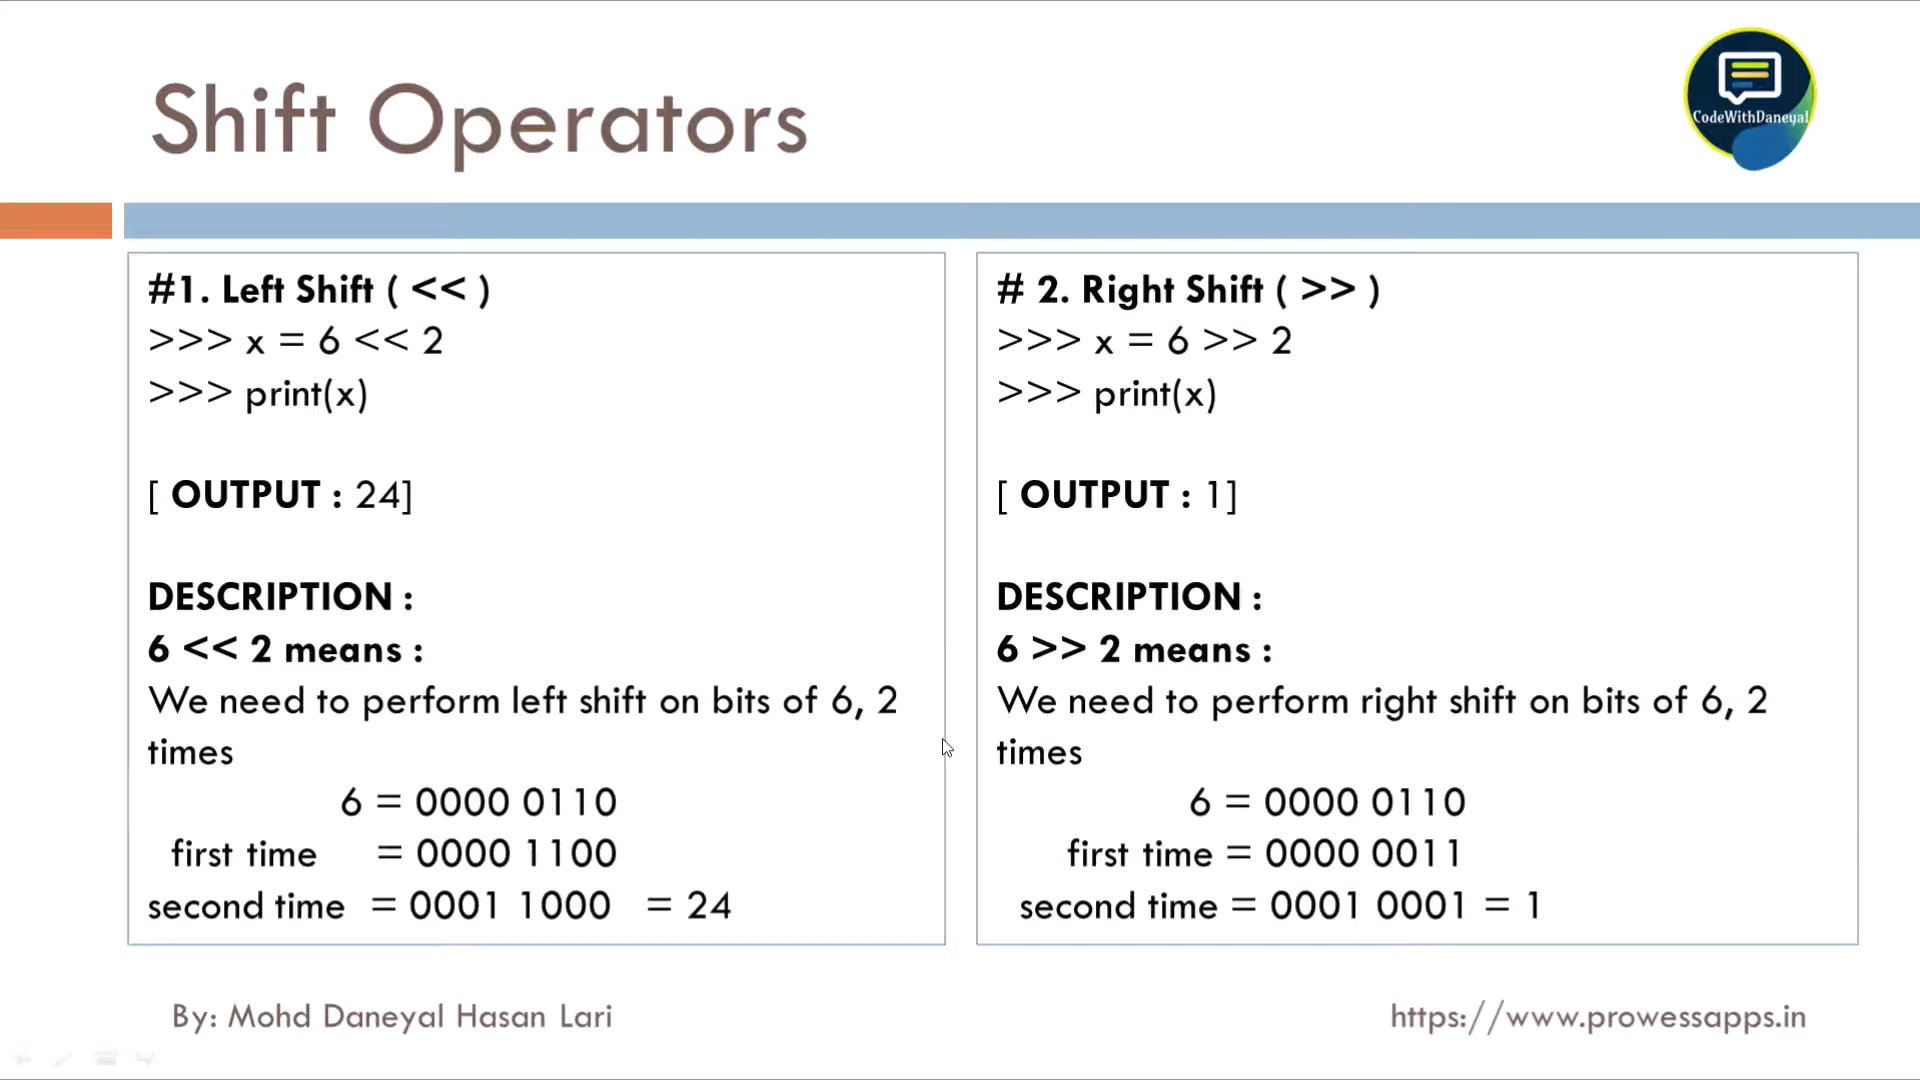 Shift Operators
CodeWithDaneyal
#1. Left Shift ( << )
>>> x = 6 << 2
>>> print(x)
[ OUTPUT : 24]
DESCRIPTION :
6 << 2 means :
We need to perform left shift on bits of 6, 2
times
6 = 0000 0110
first time = 0000 1100
second time = 0001 1000 = 24
# 2. Right Shift ( >> )
>>> x = 6 >> 2
>>> print(x)
[ OUTPUT : 1]
DESCRIPTION :
6 >> 2 means :
We need to perform right shift on bits of 6, 2
times
6 = 0000 0110
first time = 0000 0011
second time = 0001 0001 = 1
By: Mohd Daneyal Hasan Lari
https://www.prowessapps.in